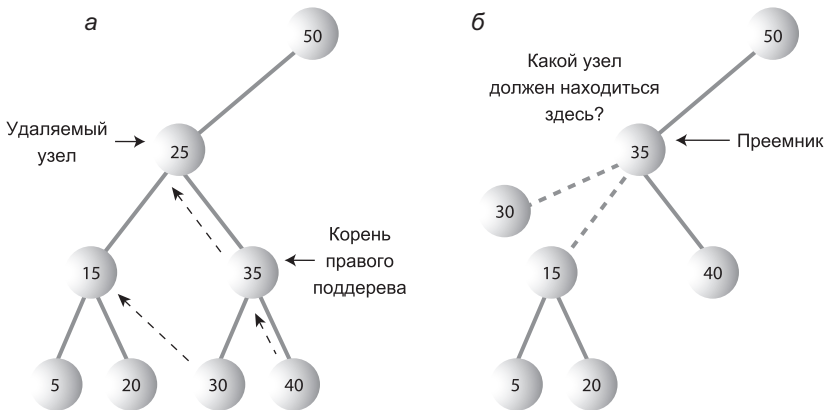 а
50
Удаляемый
узел
25
15
35
Корень
правого
поддерева
5
20
30
40
б
50
Какой узел
должен находиться
здесь?
35
Преемник
30
15
40
5
20